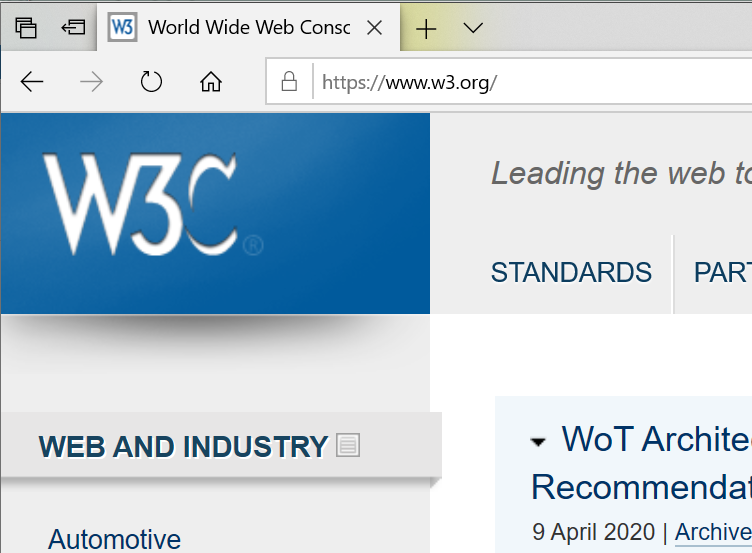 W3 World Wide Web Consc
https://www.w3.org/
W3C®
Leading the web to
STANDARDS PART
WEB AND INDUSTRY
Automotive
WoT Archite
Recommendat
9 April 2020 | Archive